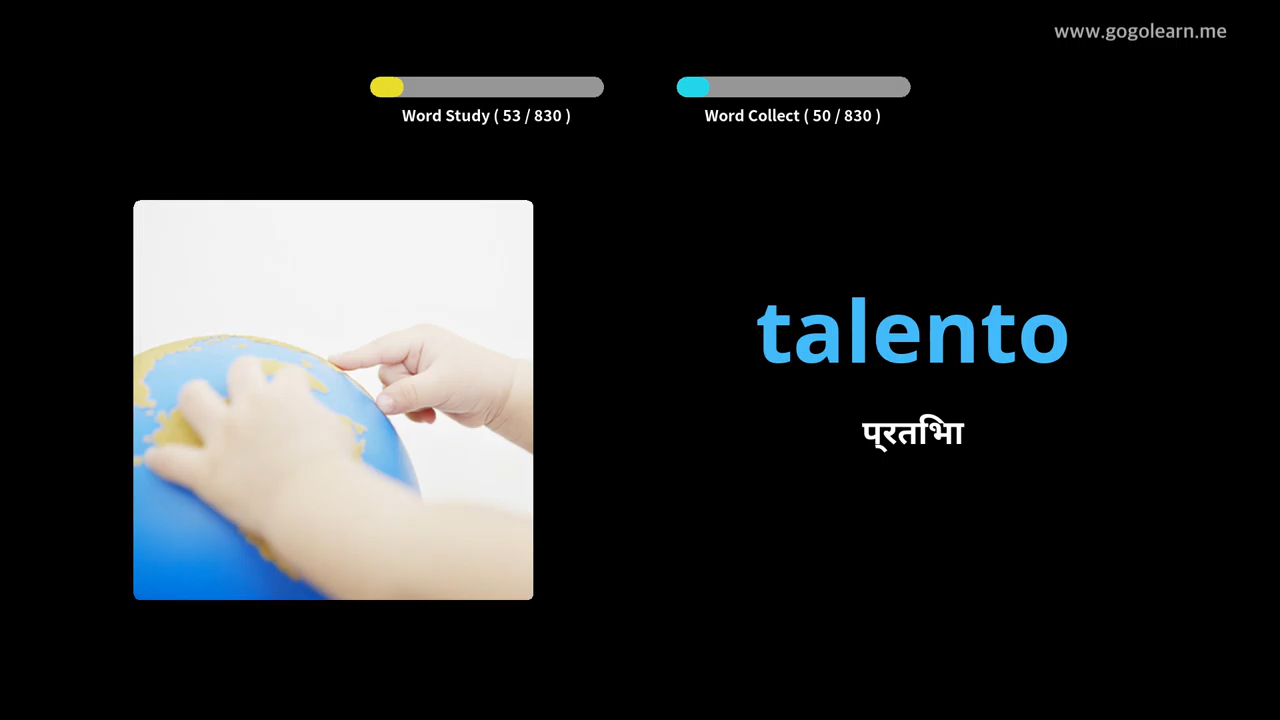 www.gogolearn.me
Word Study ( 53 / 830 )
Word Collect ( 50 / 830 )
talento
प्रतिभा